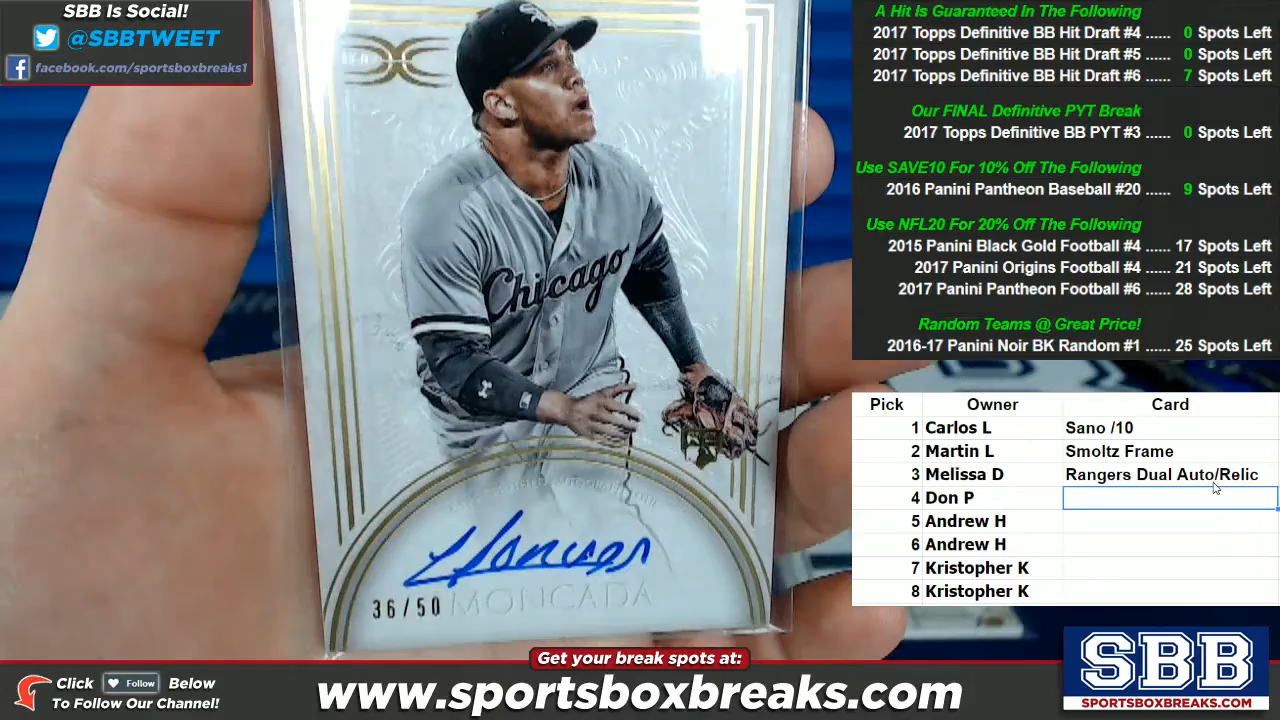 SBB Is Social!
@SBBTWEET
facebook.com/sportsboxbreaks1
Chicago
36/50
MONCADA
A Hit Is Guaranteed In The Following
2017 Topps Definitive BB Hit Draft #4 ...... 0 Spots Left
2017 Topps Definitive BB Hit Draft #5 ...... 0 Spots Left
2017 Topps Definitive BB Hit Draft #6 ...... 7 Spots Left
Our FINAL Definitive PYT Break
2017 Topps Definitive BB PYT #3 ...... 0 Spots Left
Use SAVE10 For 10% Off The Following
2016 Panini Pantheon Baseball #20 ...... 9 Spots Left
Use NFL20 For 20% Off The Following
2015 Panini Black Gold Football #4 ...... 17 Spots Left
2017 Panini Origins Football #4 ...... 21 Spots Left
2017 Panini Pantheon Football #6 ...... 28 Spots Left
Random Teams @ Great Price!
2016-17 Panini Noir BK Random #1 ...... 25 Spots Left
Pick Owner Card
1 Carlos L Sano /10
2 Martin L Smoltz Frame
3 Melissa D Rangers Dual Auto/Relic
4 Don P
5 Andrew H
6 Andrew H
7 Kristopher K
8 Kristopher K
Get your break spots at:
Click Follow Below
To Follow Our Channel!
www.sportsboxbreaks.com
SBB
SPORTSBOXBREAKS.COM